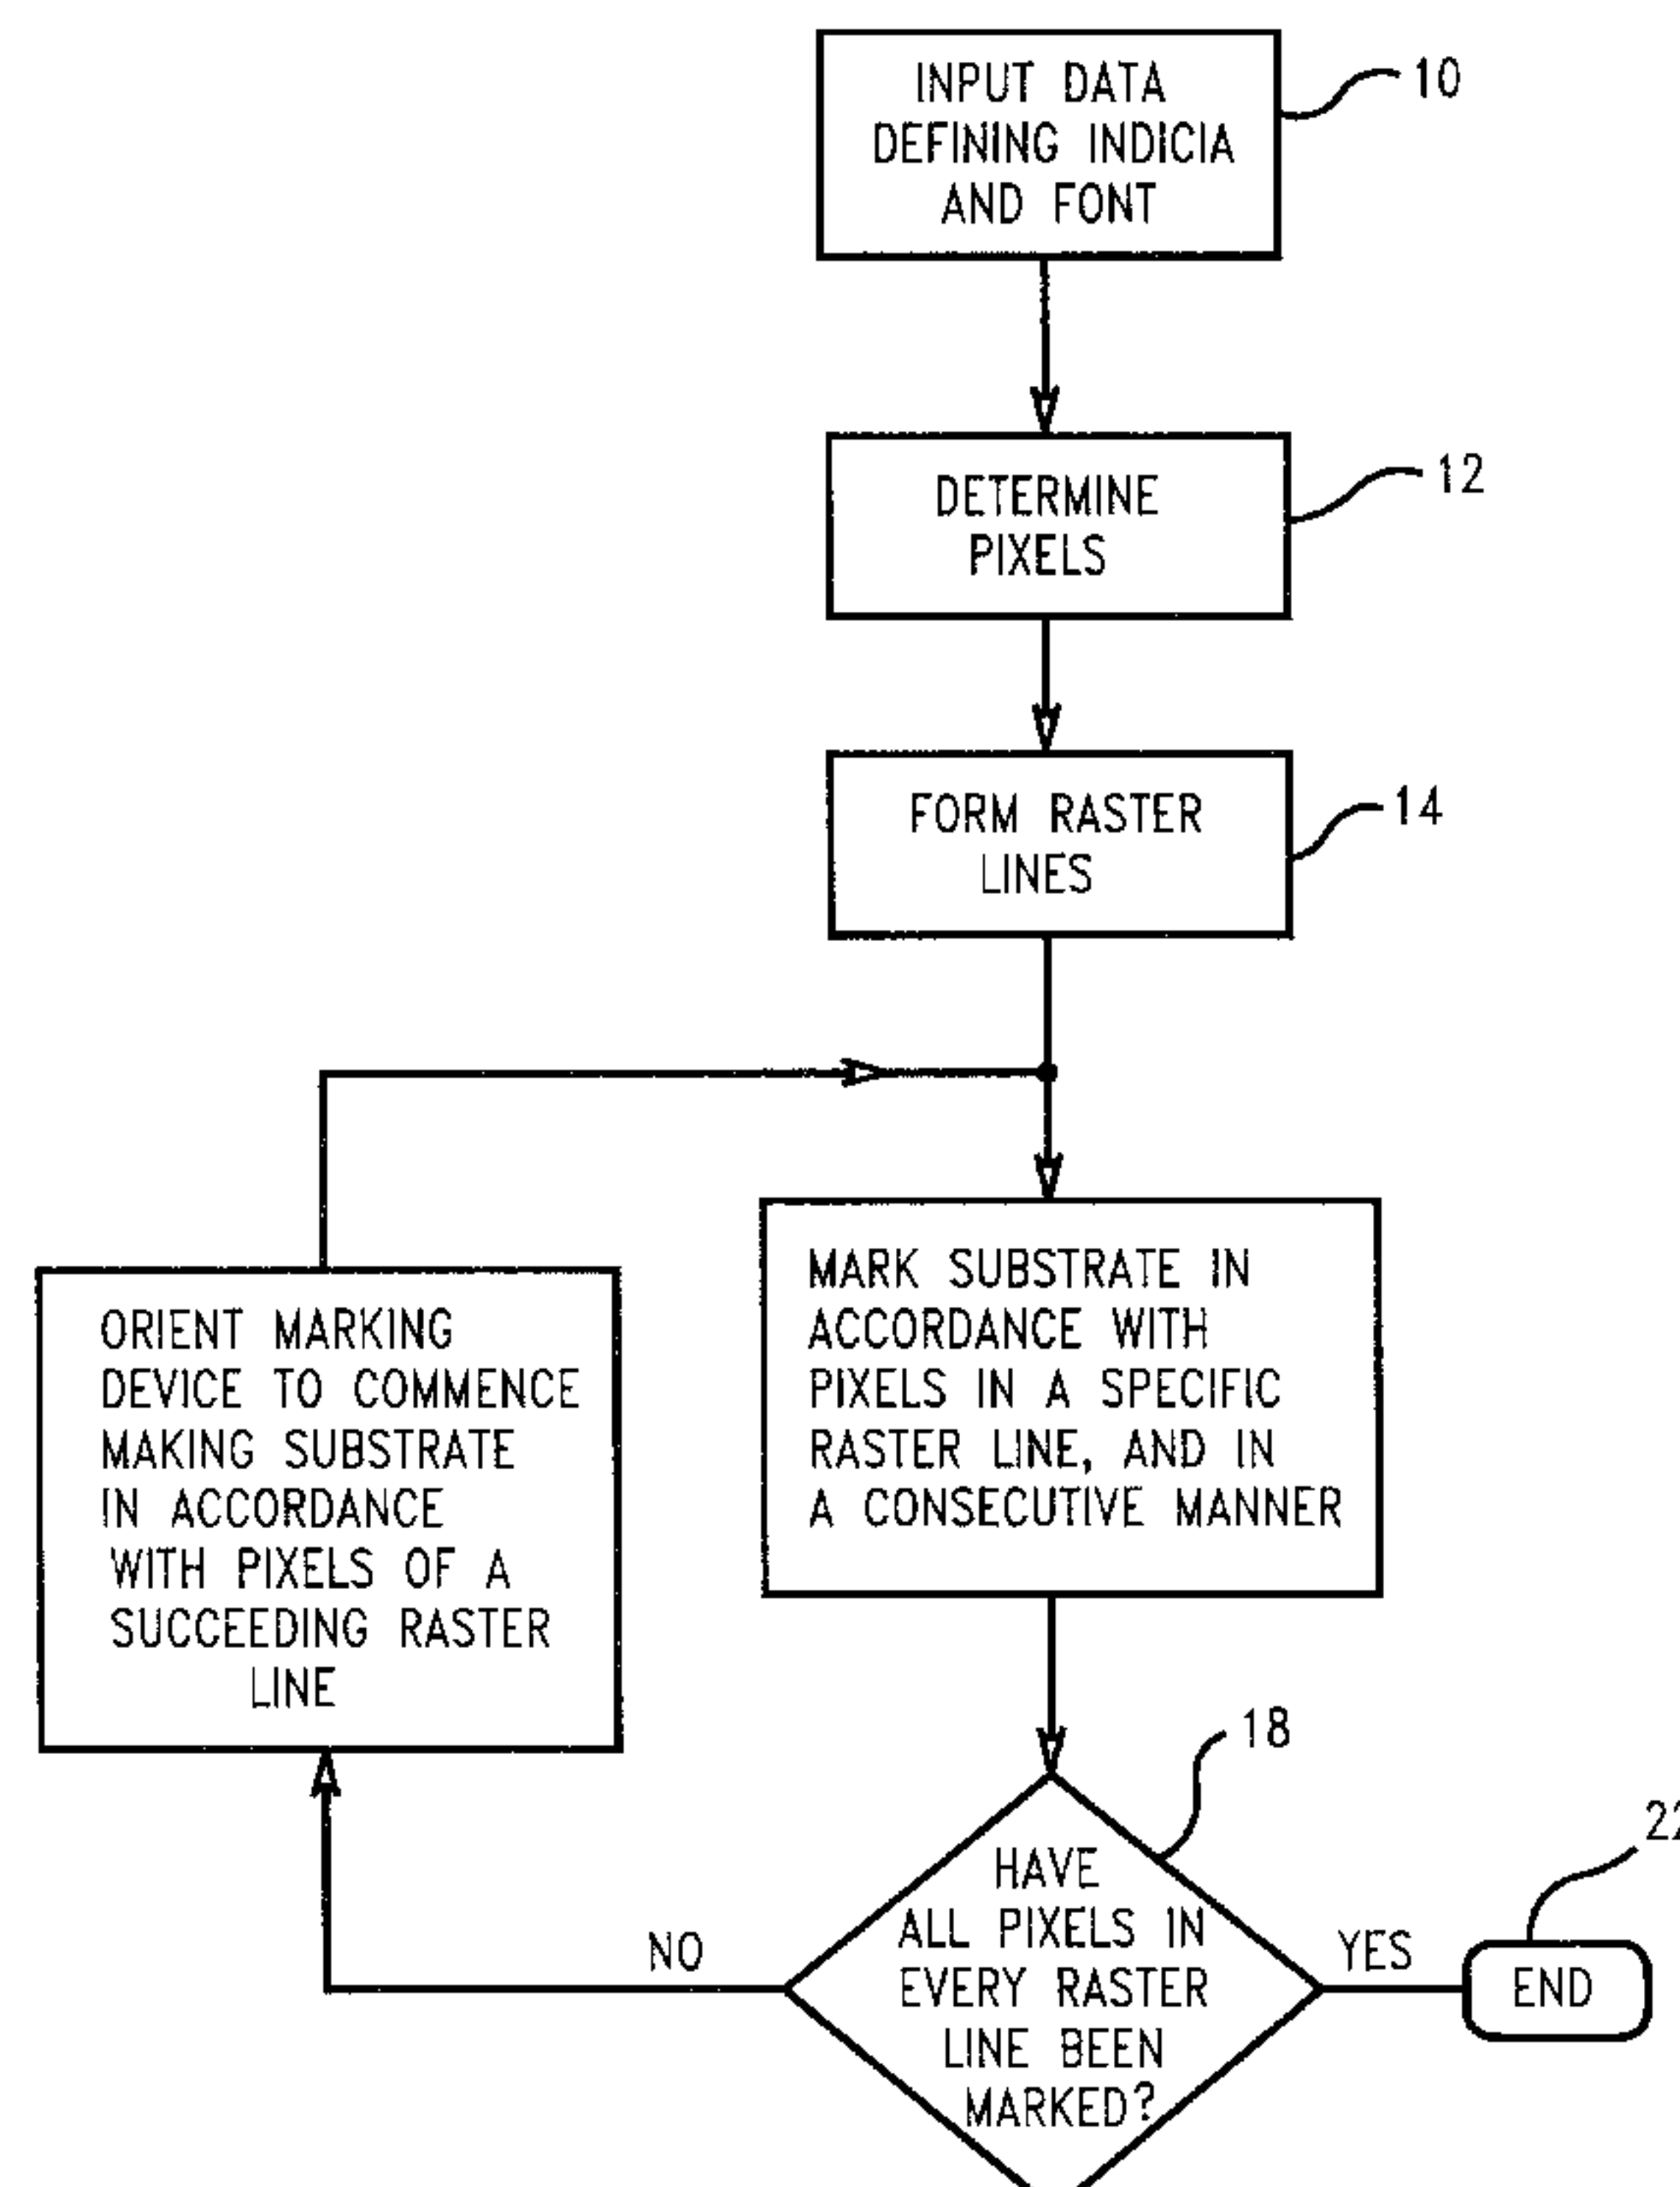 INPUT DATA
DEFINING INDICIA
AND FONT
10
DETERMINE
PIXELS
12
FORM RASTER
LINES
14
ORIENT MARKING
DEVICE TO COMMENCE
MAKING SUBSTRATE
IN ACCORDANCE
WITH PIXELS OF A
SUCCEEDING RASTER
LINE
MARK SUBSTRATE IN
ACCORDANCE WITH
PIXELS IN A SPECIFIC
RASTER LINE, AND IN
A CONSECUTIVE MANNER
18
HAVE
ALL PIXELS IN
EVERY RASTER
LINE BEEN
MARKED?
NO
YES
22
END